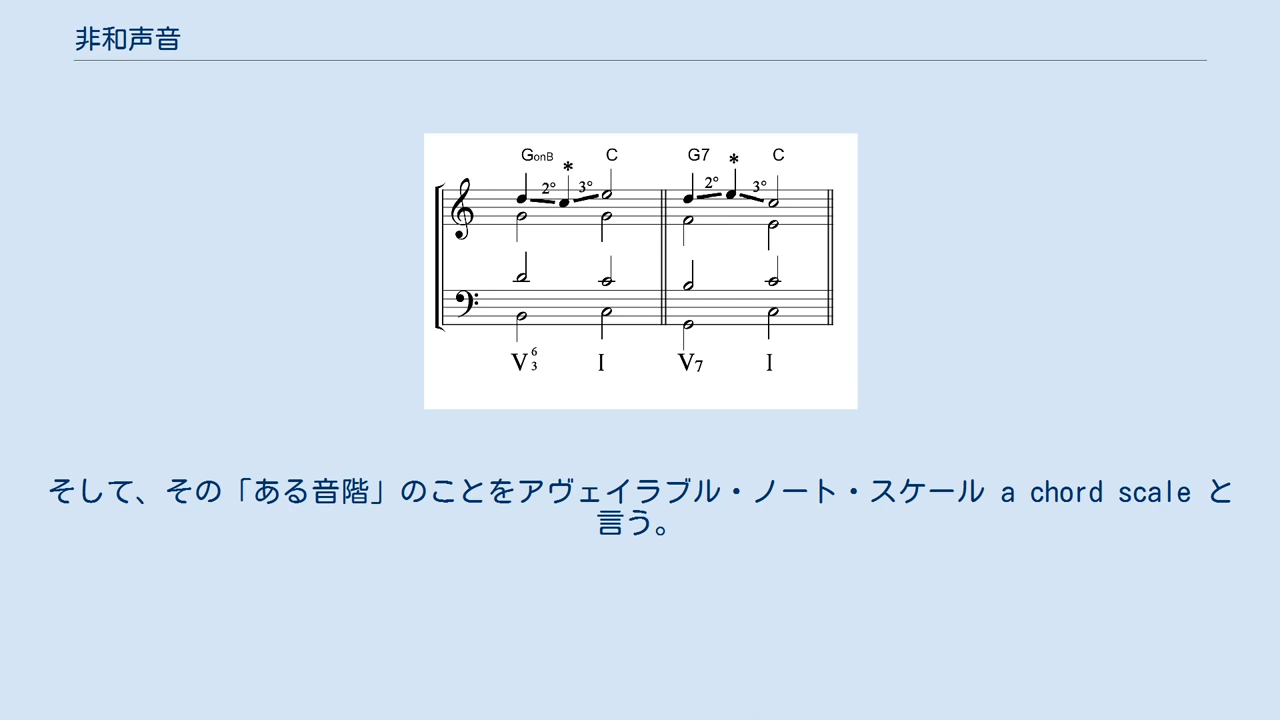 非和声音
GonB * C G7 * C
2° 3° 2° 3°
V 6 3 I V7 I
そして、その「ある音階」のことをアヴェイラブル・ノート・スケール a chord scale と
言う。